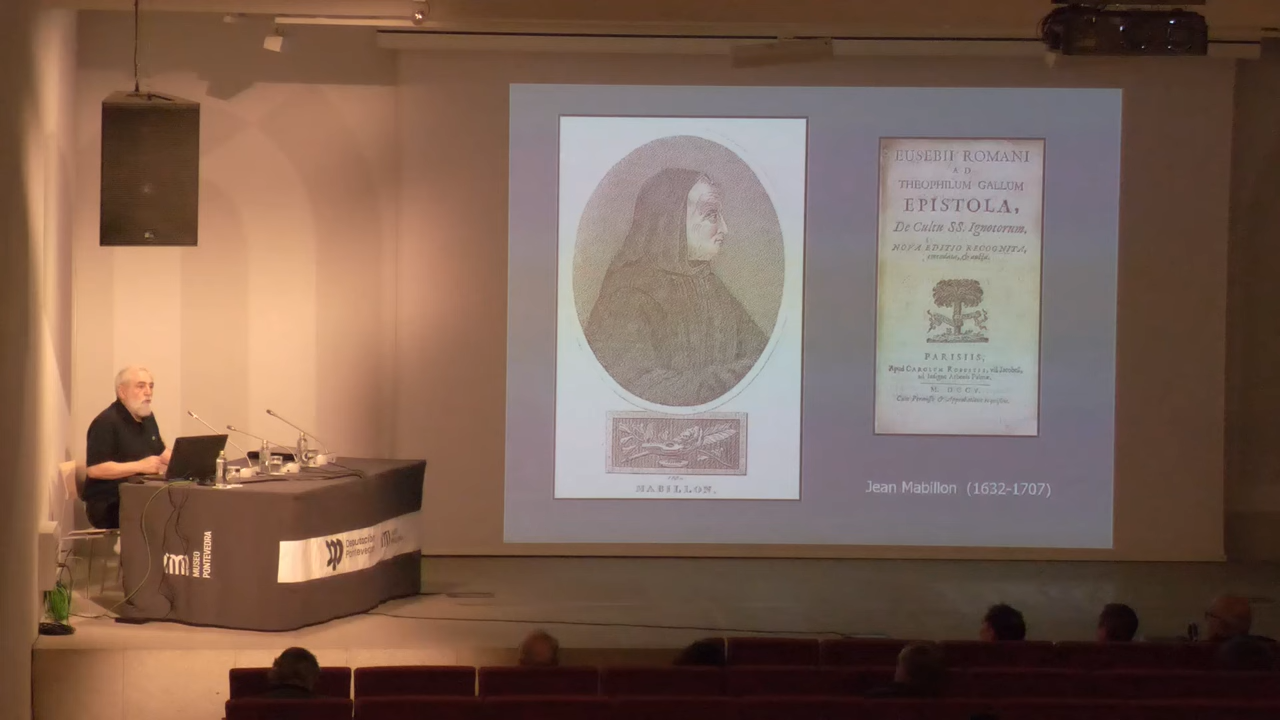 EUSEBII ROMANI
AD
THEOPHILUM GALLUM
EPISTOLA,
De Cultu SS. Ignotorum.
NOVA EDITIO RECOGNITA,
PARISIIS,
MABILLON.
Jean Mabillon (1632-1707)
MUSEO
PONTEVEDRA
Deputación
Pontevedra